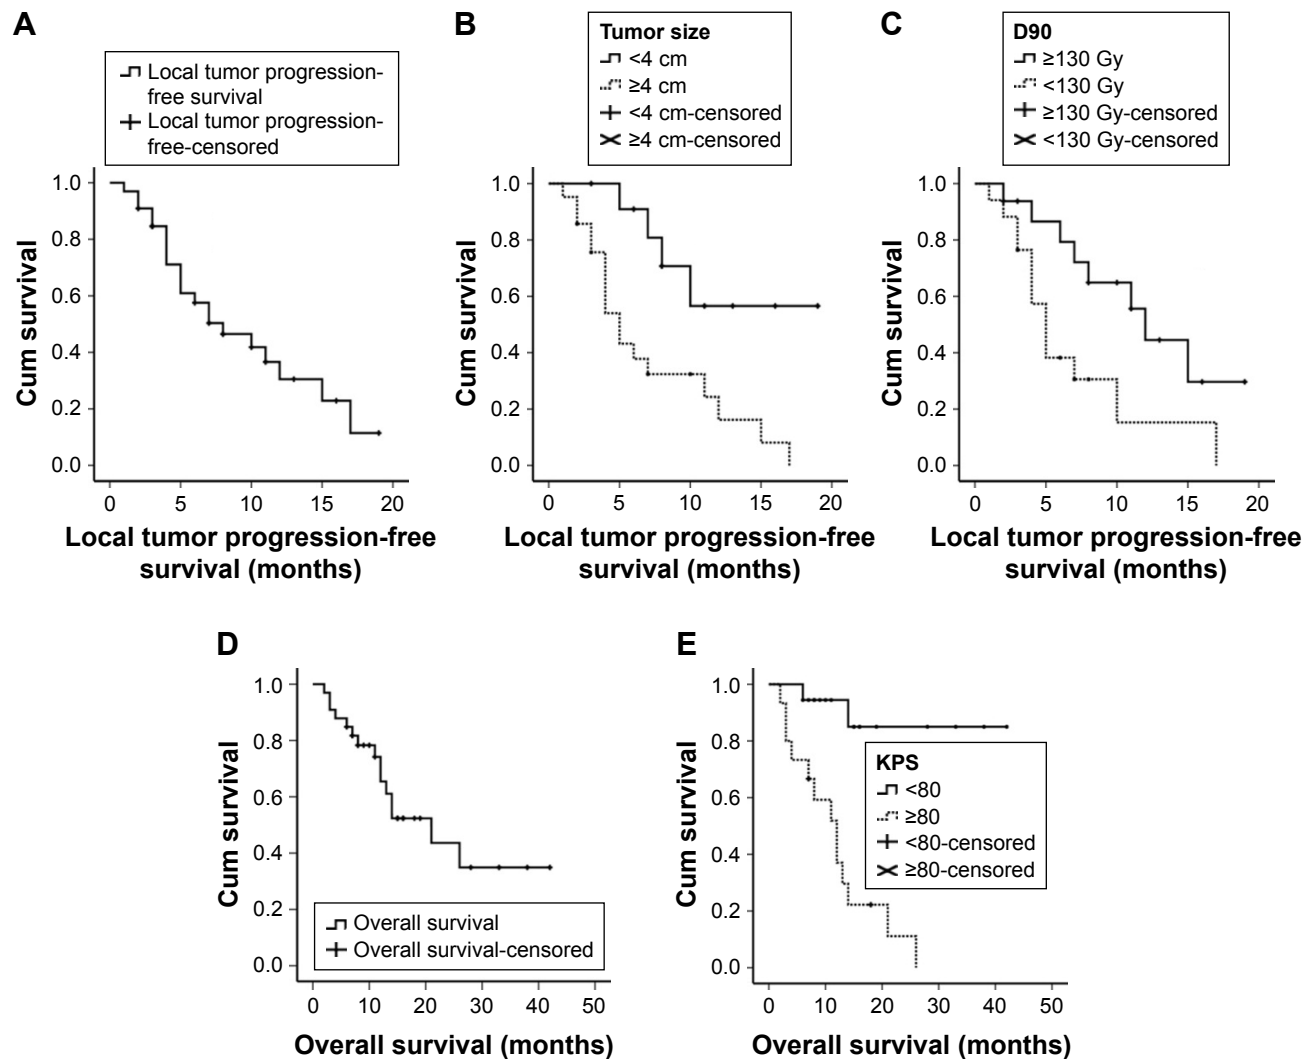 A
Local tumor progression-
free survival
Local tumor progression-
free-censored
1.0
0.8
0.6
0.4
0.2
0.0
Cum survival
0 5 10 15 20
Local tumor progression-free
survival (months)
B
Tumor size
<4 cm
≥4 cm
<4 cm-censored
≥4 cm-censored
1.0
0.8
0.6
0.4
0.2
0.0
Cum survival
0 5 10 15 20
Local tumor progression-free
survival (months)
C
D90
≥130 Gy
<130 Gy
≥130 Gy-censored
<130 Gy-censored
1.0
0.8
0.6
0.4
0.2
0.0
Cum survival
0 5 10 15 20
Local tumor progression-free
survival (months)
D
1.0
0.8
0.6
0.4
0.2
0.0
Cum survival
Overall survival
Overall survival-censored
0 10 20 30 40 50
Overall survival (months)
E
1.0
0.8
0.6
0.4
0.2
0.0
Cum survival
KPS
<80
≥80
<80-censored
≥80-censored
0 10 20 30 40 50
Overall survival (months)